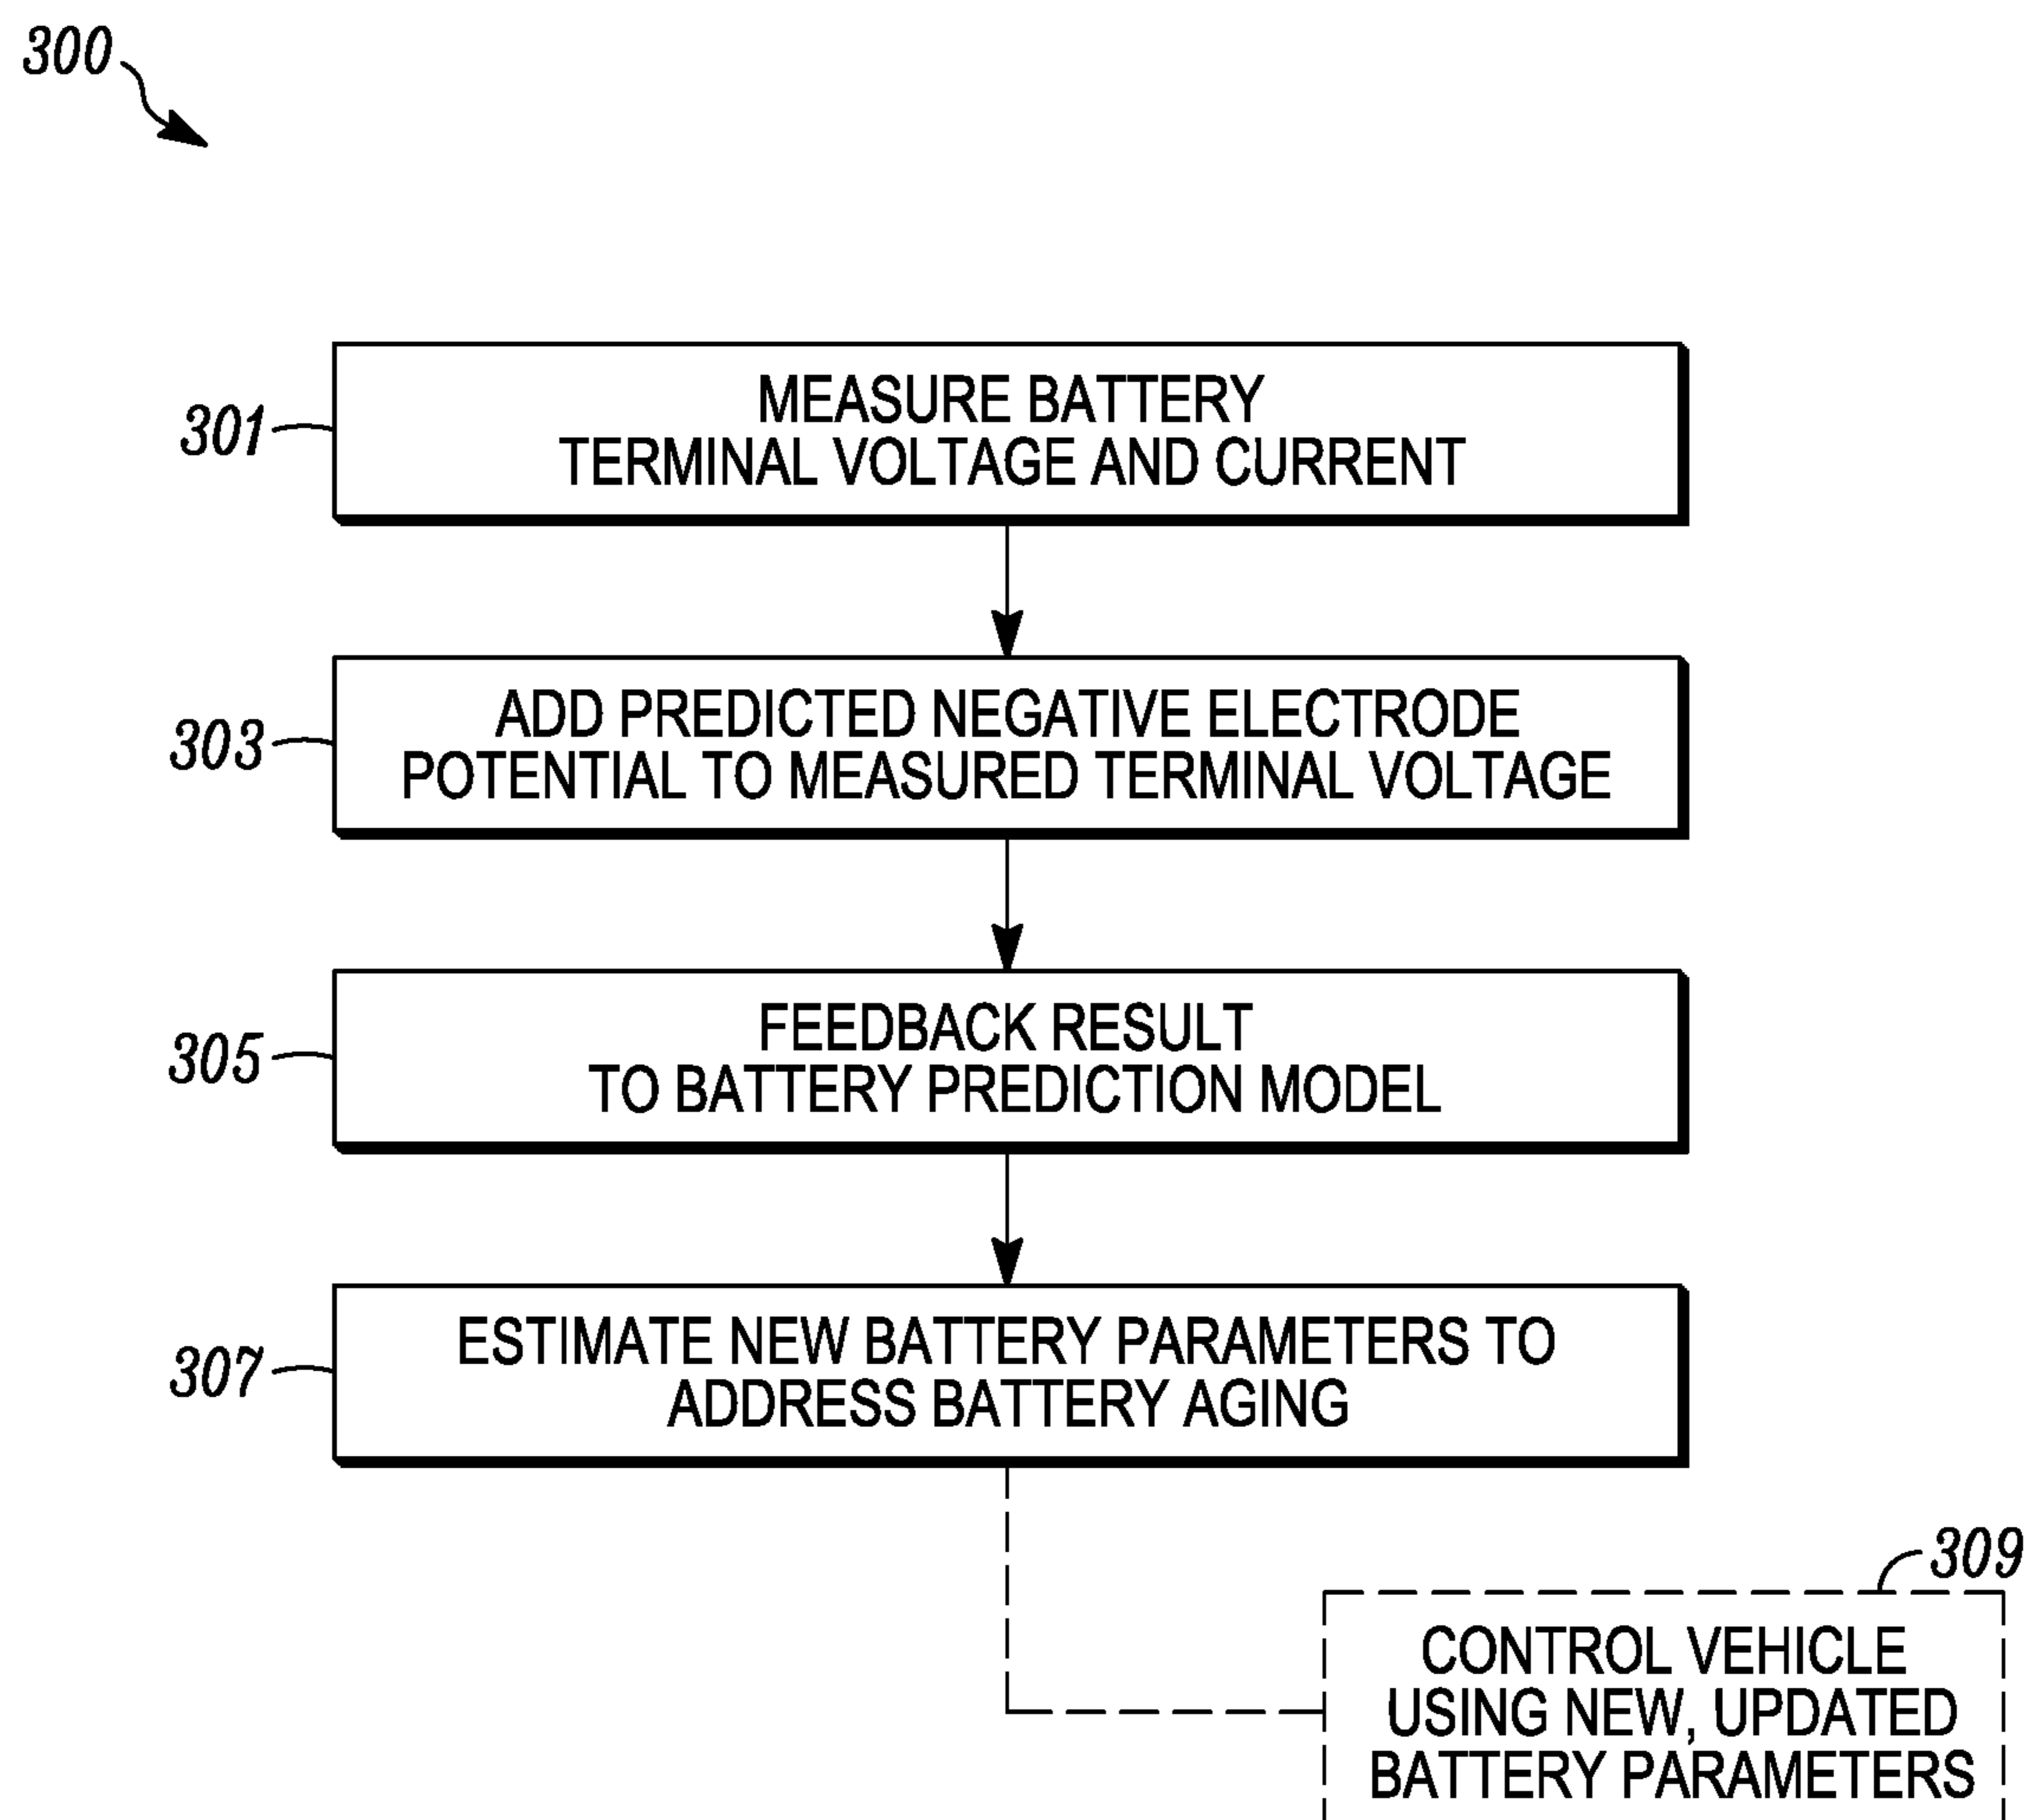 300
301
MEASURE BATTERY
TERMINAL VOLTAGE AND CURRENT
303
ADD PREDICTED NEGATIVE ELECTRODE
POTENTIAL TO MEASURED TERMINAL VOLTAGE
305
FEEDBACK RESULT
TO BATTERY PREDICTION MODEL
307
ESTIMATE NEW BATTERY PARAMETERS TO
ADDRESS BATTERY AGING
309
CONTROL VEHICLE
USING NEW, UPDATED
BATTERY PARAMETERS